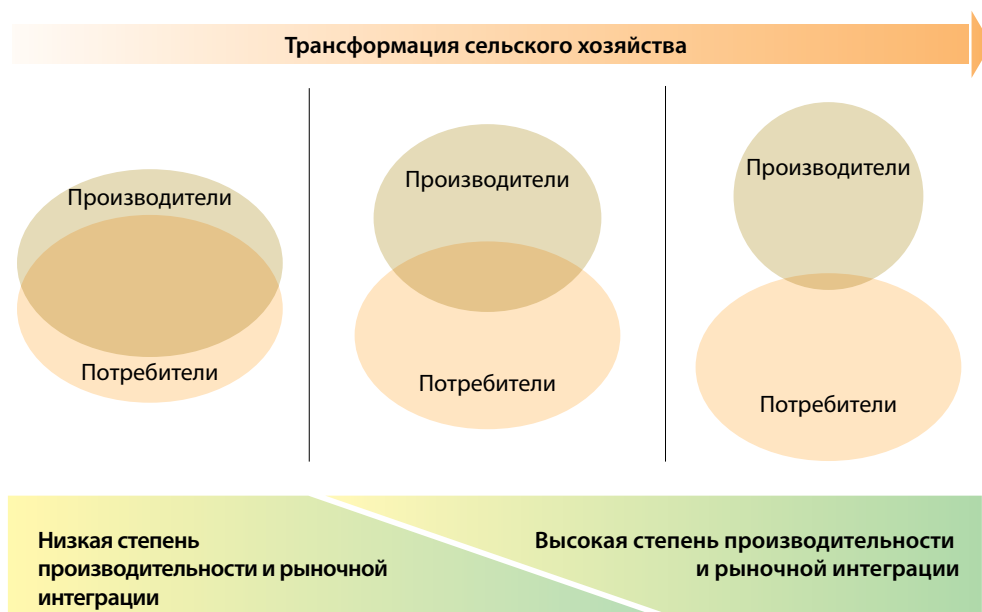 Трансформация сельского хозяйства
Производители
Потребители
Производители
Потребители
Производители
Потребители
Низкая степень
производительности и рыночной
интеграции
Высокая степень производительности
и рыночной интеграции